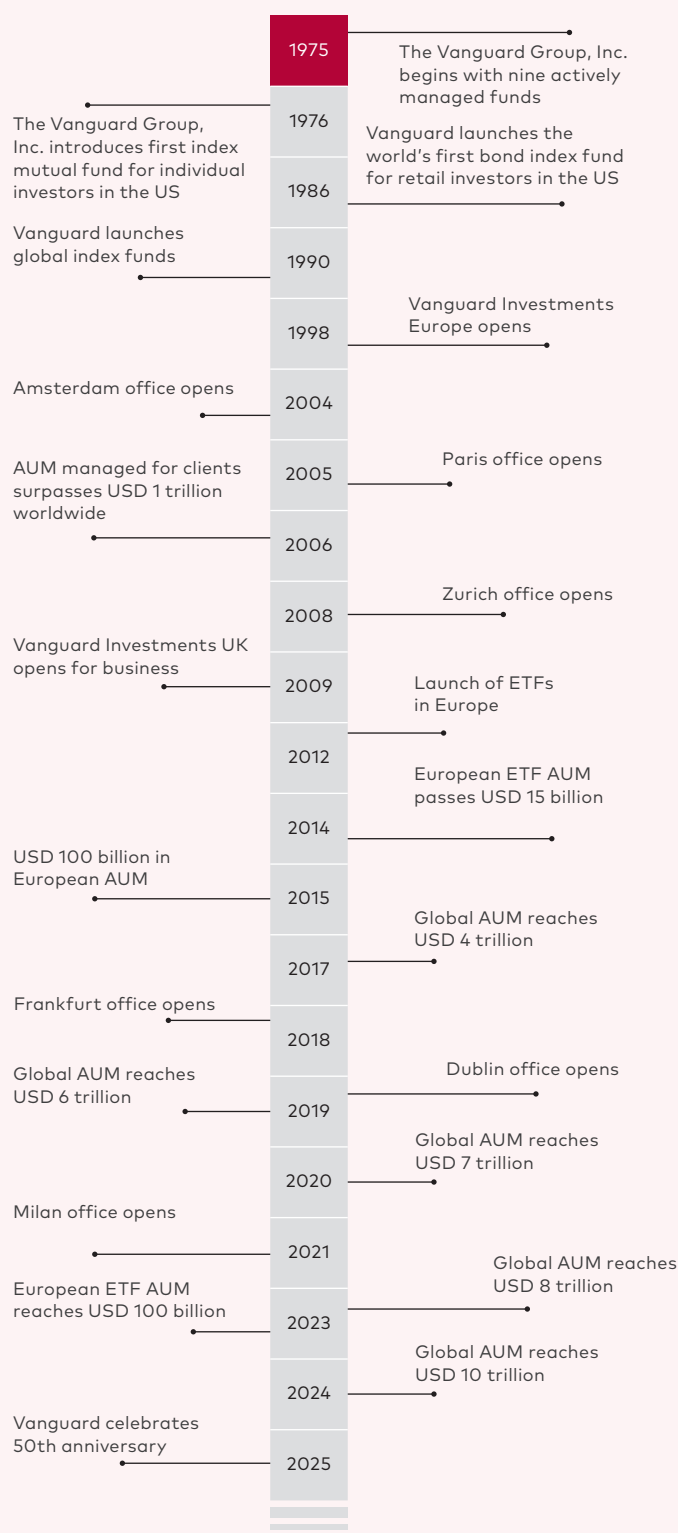 1975
The Vanguard Group, Inc.
begins with nine actively
managed funds
1976
The Vanguard Group,
Inc. introduces first index
mutual fund for individual
investors in the US
1986
Vanguard launches the
world's first bond index fund
for retail investors in the US
1990
Vanguard launches
global index funds
1998
Vanguard Investments
Europe opens
2004
Amsterdam office opens
2005
Paris office opens
2006
AUM managed for clients
surpasses USD 1 trillion
worldwide
2008
Zurich office opens
2009
Vanguard Investments UK
opens for business
2012
Launch of ETFs
in Europe
2014
European ETF AUM
passes USD 15 billion
2015
USD 100 billion in
European AUM
2017
Global AUM reaches
USD 4 trillion
2018
Frankfurt office opens
2019
Global AUM reaches
USD 6 trillion
Dublin office opens
2020
Global AUM reaches
USD 7 trillion
2021
Milan office opens
2023
European ETF AUM
reaches USD 100 billion
Global AUM reaches
USD 8 trillion
2024
Global AUM reaches
USD 10 trillion
2025
Vanguard celebrates
50th anniversary